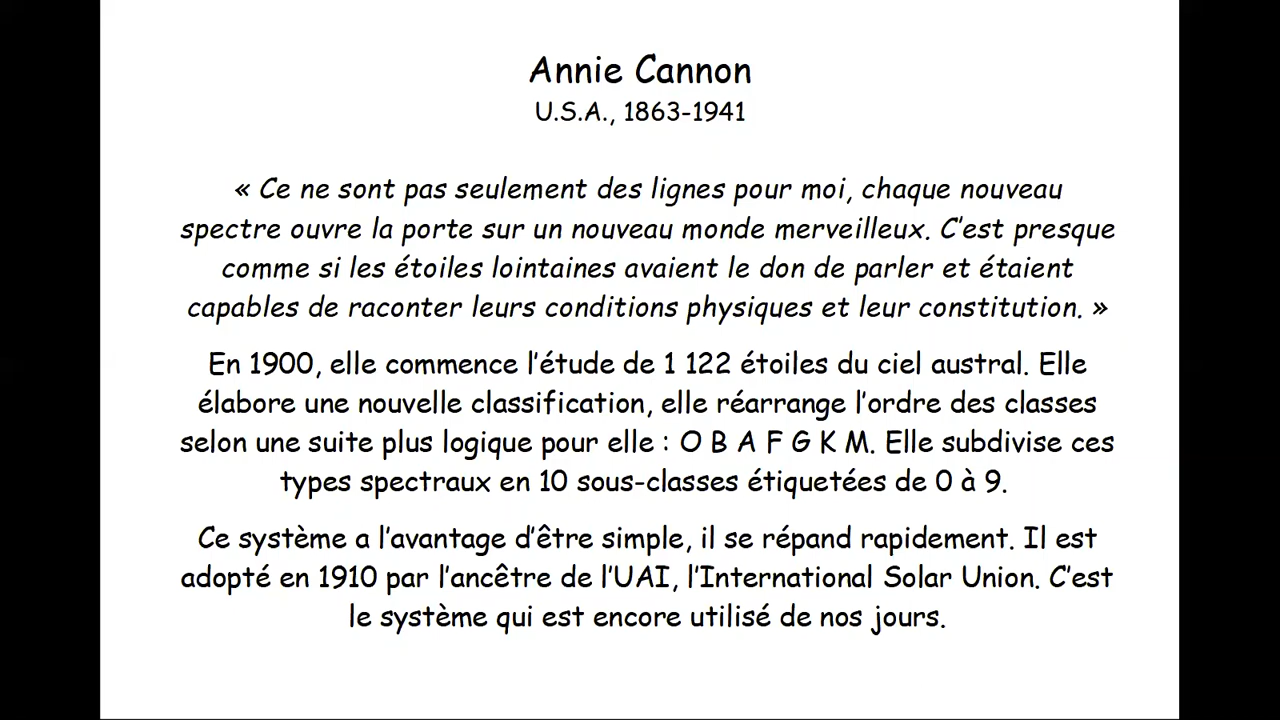 Annie Cannon
U.S.A., 1863-1941
« Ce ne sont pas seulement des lignes pour moi, chaque nouveau
spectre ouvre la porte sur un nouveau monde merveilleux. C’est presque
comme si les étoiles lointaines avaient le don de parler et étaient
capables de raconter leurs conditions physiques et leur constitution. »
En 1900, elle commence l’étude de 1 122 étoiles du ciel austral. Elle
élabore une nouvelle classification, elle réarrange l’ordre des classes
selon une suite plus logique pour elle : O B A F G K M. Elle subdivise ces
types spectraux en 10 sous-classes étiquetées de 0 à 9.
Ce système a l’avantage d’être simple, il se répand rapidement. Il est
adopté en 1910 par l’ancêtre de l’UAI, l’International Solar Union. C’est
le système qui est encore utilisé de nos jours.